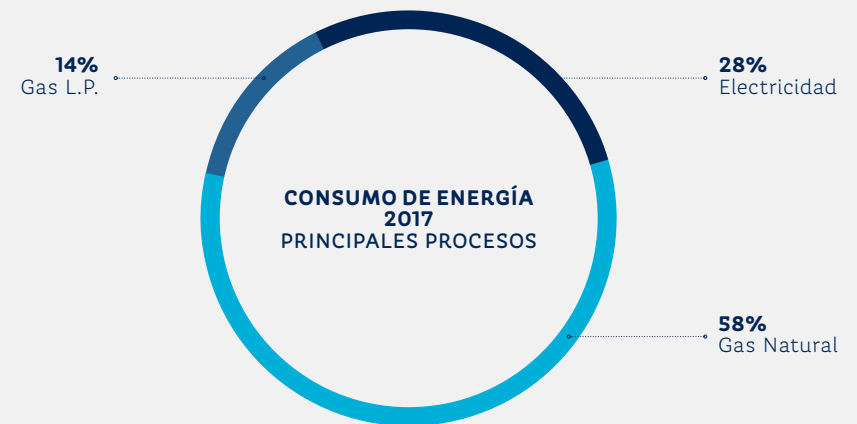 14%
Gas L.P.
28%
Electricidad
CONSUMO DE ENERGÍA
2017
PRINCIPALES PROCESOS
58%
Gas Natural